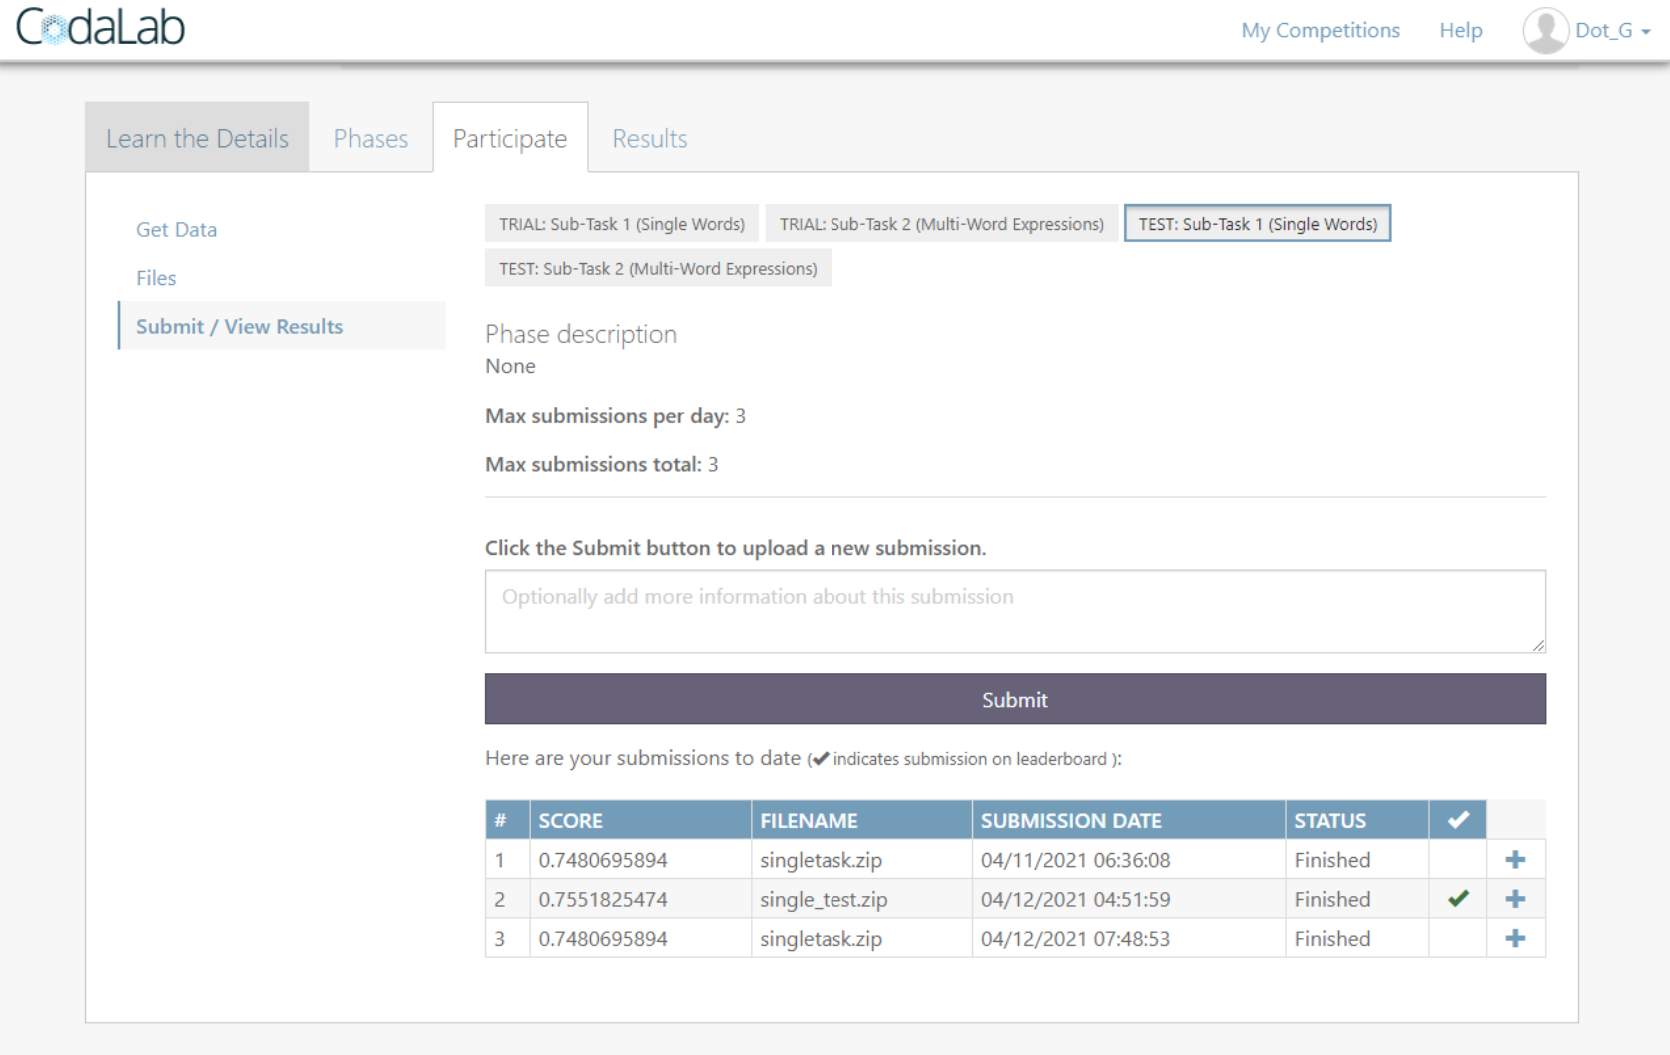 CodaLab My Competitions Help Dot_G
Learn the Details Phases Participate Results
Get Data
Files
Submit / View Results
TRIAL: Sub-Task 1 (Single Words) TRIAL: Sub-Task 2 (Multi-Word Expressions) TEST: Sub-Task 1 (Single Words)
TEST: Sub-Task 2 (Multi-Word Expressions)
Phase description
None
Max submissions per day: 3
Max submissions total: 3
Click the Submit button to upload a new submission.
Optionally add more information about this submission
Submit
Here are your submissions to date (✔indicates submission on leaderboard ):
# SCORE FILENAME SUBMISSION DATE STATUS ✔
1 0.7480695894 singletask.zip 04/11/2021 06:36:08 Finished +
2 0.7551825474 single_test.zip 04/12/2021 04:51:59 Finished ✔ +
3 0.7480695894 singletask.zip 04/12/2021 07:48:53 Finished +